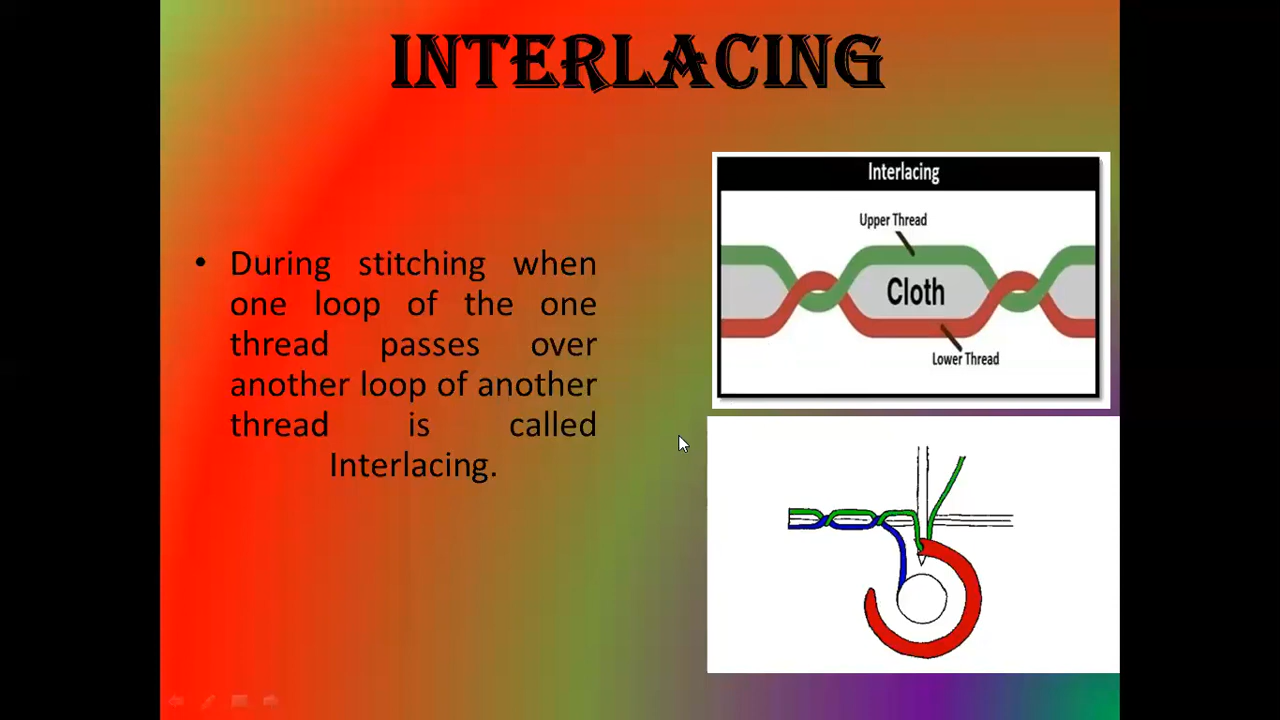 INTERLACING
• During stitching when
one loop of the one
thread passes over
another loop of another
thread is called
Interlacing.
Interlacing
Upper Thread
Cloth
Lower Thread